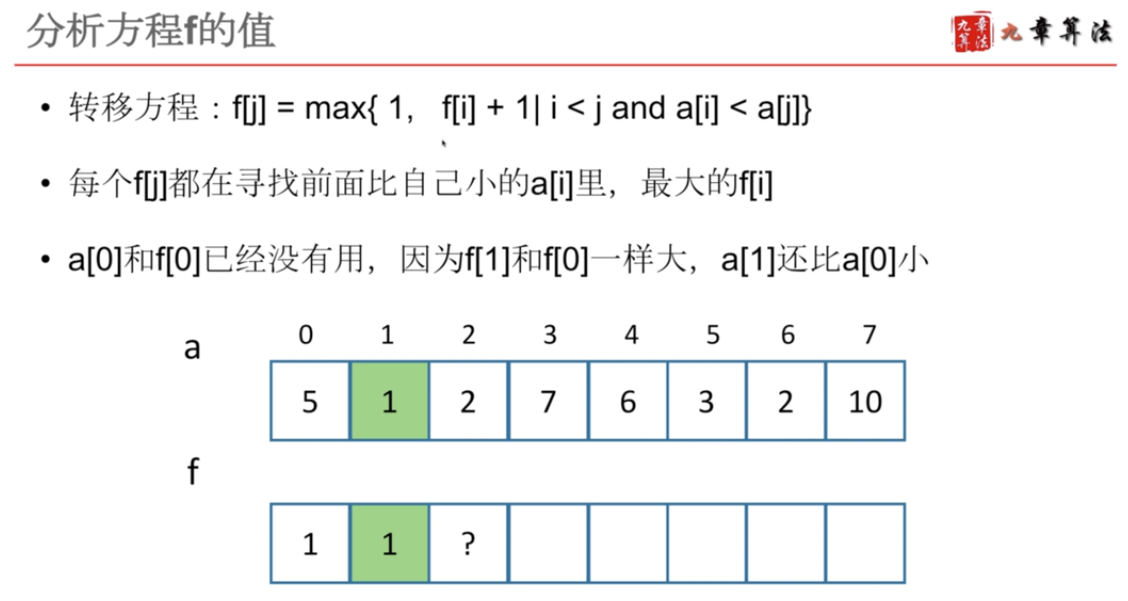 分析方程f的值
九章算法 九章算法
• 转移方程：f[j] = max{ 1, f[i] + 1| i < j and a[i] < a[j]}
• 每个f[j]都在寻找前面比自己小的a[i]里，最大的f[i]
• a[0]和f[0]已经没有用，因为f[1]和f[0]一样大，a[1]还比a[0]小
0 1 2 3 4 5 6 7
a
5 1 2 7 6 3 2 10
f
1 1 ?